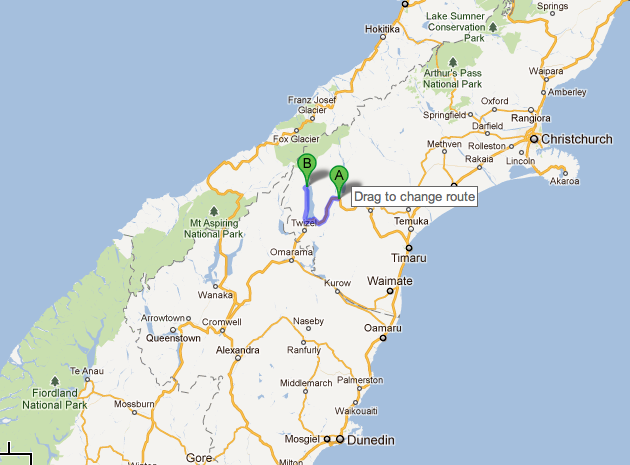 Springs
Lake Sumner
Conservation
Park
Hokitika
Arthur's Pass
National Park
Waipara
Amberley
Franz Josef
Glacier
Oxford
Springfield
Rangiora
Darfield
Fox Glacier
Christchurch
Methven
Rolleston
Lincoln
Rakaia
B
A
Akaroa
Drag to change route
Mt Aspiring
National Park
Twizel
Temuka
Omarama
Timaru
Kurow
Waimate
Wanaka
Arrowtown
Cromwell
Naseby
Oamaru
Queenstown
Alexandra
Ranfurly
Te Anau
Fiordland
National Park
Middlemarch
Palmerston
Mossburn
Waikouaiti
Mosgiel
Dunedin
Gore
Milton
Winton